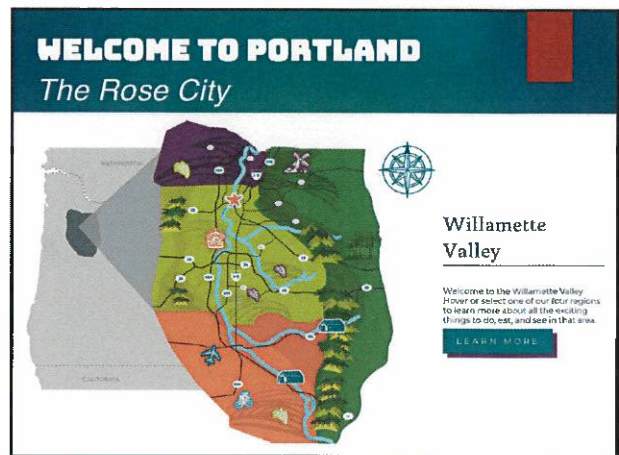 WELCOME TO PORTLAND
The Rose City
WASHINGTON
Willamette
Valley
Welcome to the Willamette Valley
Hover or select one of our four regions
to learn more about all the exciting
things to do, eat, and see in that area
LEARN MORE
CALIFORNIA